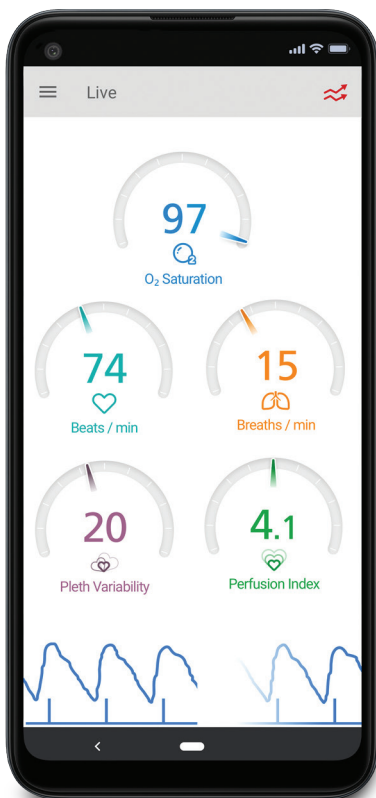 Live
97
O₂ Saturation
74
Beats / min
15
Breaths / min
20
Pleth Variability
4.1
Perfusion Index